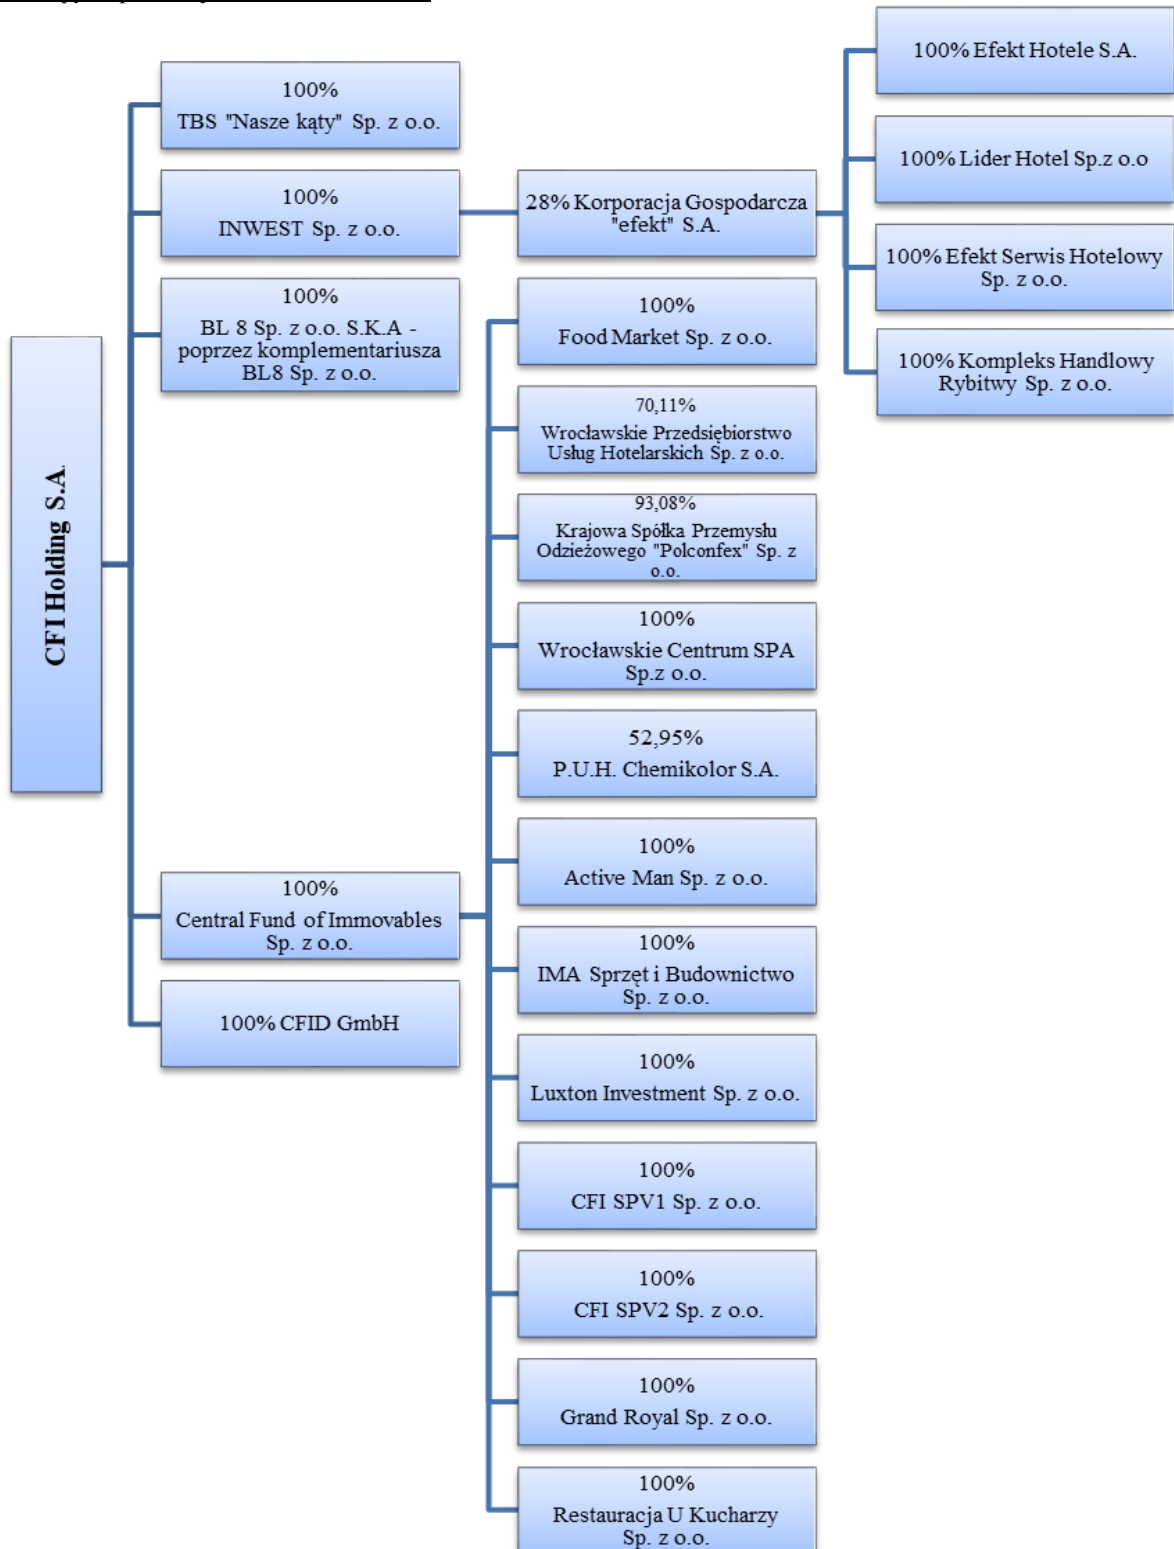 CFI Holding S.A.
100%
TBS "Nasze kąty" Sp. z o.o.
100%
INWEST Sp. z o.o.
100%
BL 8 Sp. z o.o. S.K.A -
poprzez komplementariusza
BL8 Sp. z o.o.
100%
Central Fund of Immovables
Sp. z o.o.
100% CFID GmbH
28% Korporacja Gospodarcza
"efekt" S.A.
100%
Food Market Sp. z o.o.
70,11%
Wrocławskie Przedsiębiorstwo
Usług Hotelarskich Sp. z o.o.
93,08%
Krajowa Spółka Przemysłu
Odzieżowego "Polconfex" Sp. z
o.o.
100%
Wrocławskie Centrum SPA
Sp.z o.o.
52,95%
P.U.H. Chemikolor S.A.
100%
Active Man Sp. z o.o.
100%
IMA Sprzęt i Budownictwo
Sp. z o.o.
100%
Luxton Investment Sp. z o.o.
100%
CFI SPV1 Sp. z o.o.
100%
CFI SPV2 Sp. z o.o.
100%
Grand Royal Sp. z o.o.
100%
Restauracja U Kucharzy
Sp. z o.o.
100% Efekt Hotele S.A.
100% Lider Hotel Sp.z o.o
100% Efekt Serwis Hotelowy
Sp. z o.o.
100% Kompleks Handlowy
Rybitwy Sp. z o.o.